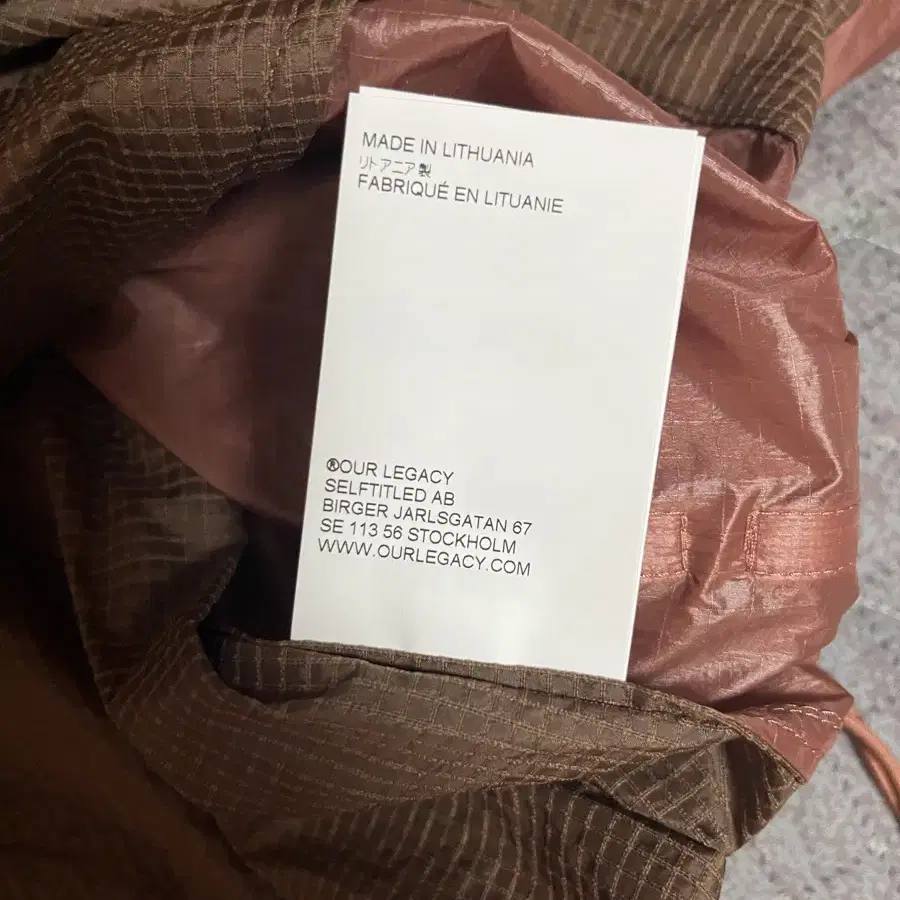 MADE IN LITHUANIA
リトアニア製
FABRIQUÉ EN LITUANIE
®OUR LEGACY
SELFTITLED AB
BIRGER JARLSGATAN 67
SE 113 56 STOCKHOLM
WWW.OURLEGACY.COM